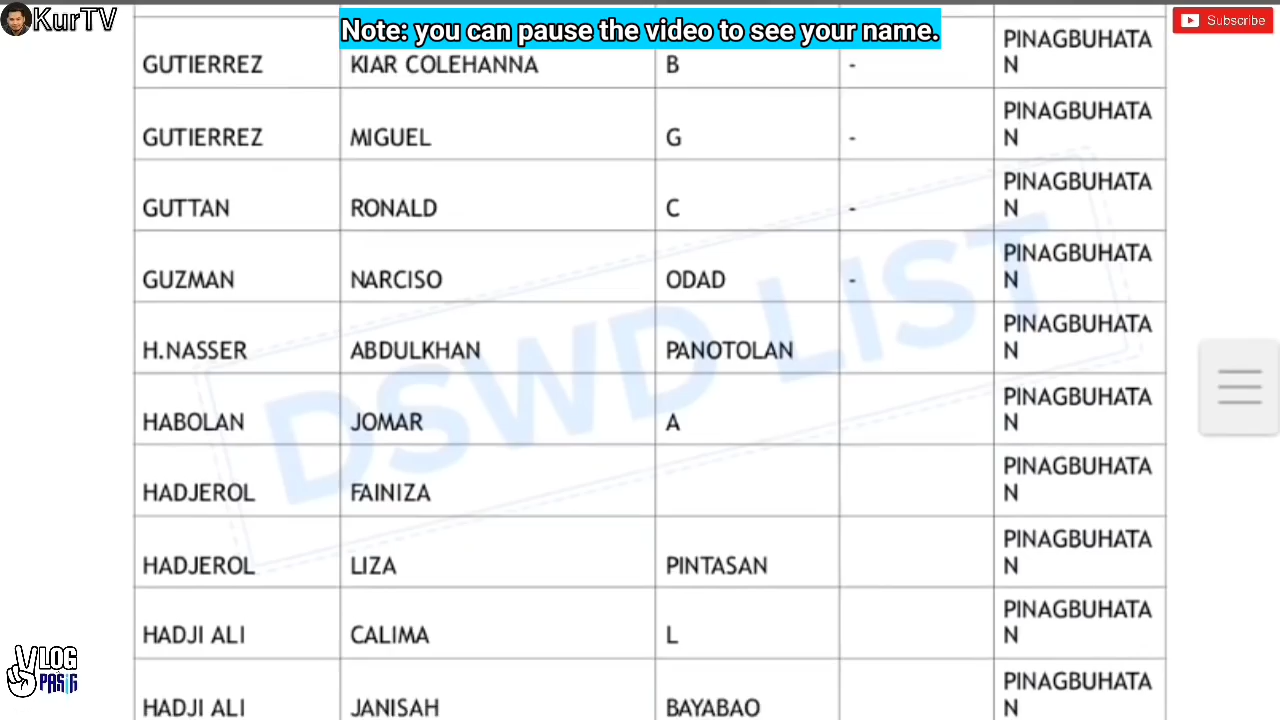 KurTV
Note: you can pause the video to see your name.
Subscribe
GUTIERREZ KIAR COLEHANNA B - PINAGBUHATA
N
GUTIERREZ MIGUEL G - PINAGBUHATA
N
GUTTAN RONALD C - PINAGBUHATA
N
GUZMAN NARCISO ODAD - PINAGBUHATA
N
H.NASSER ABDULKHAN PANOTOLAN PINAGBUHATA
N
HABOLAN JOMAR A PINAGBUHATA
N
HADJEROL FAINIZA PINAGBUHATA
N
HADJEROL LIZA PINTASAN PINAGBUHATA
N
HADJI ALI CALIMA L PINAGBUHATA
N
HADJI ALI JANISAH BAYABAO PINAGBUHATA
N
DSWD LIST
VLOG
PASIG